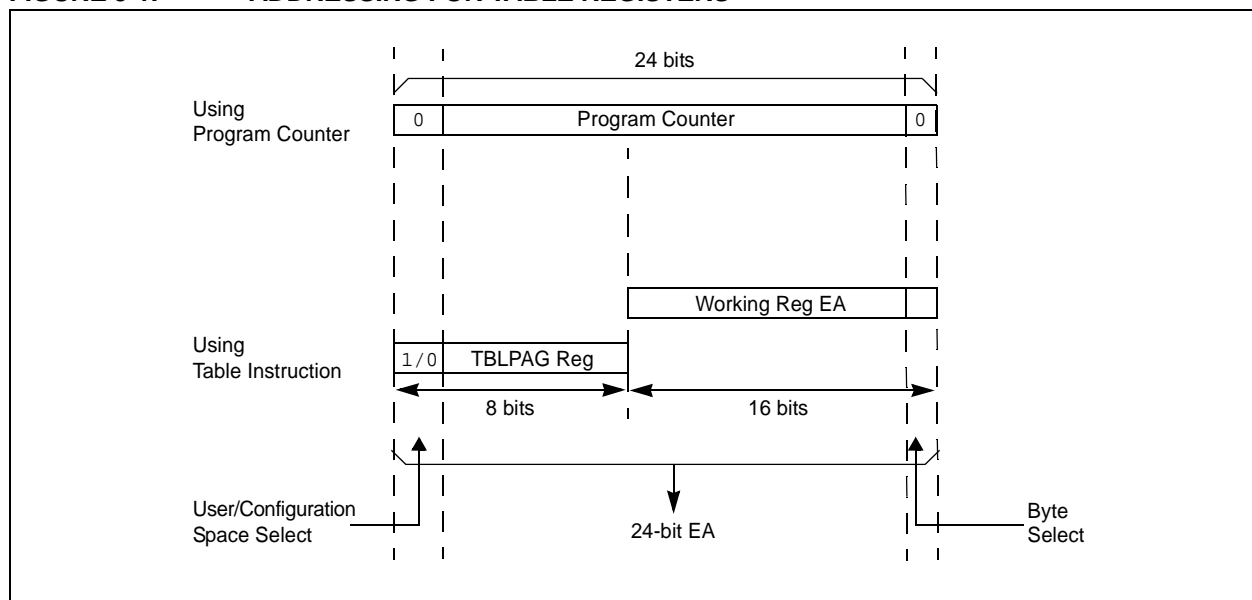 24 bits
Using
Program Counter
0
Program Counter
0
Working Reg EA
Using
Table Instruction
1/0
TBLPAG Reg
8 bits
16 bits
User/Configuration
Space Select
24-bit EA
Byte
Select